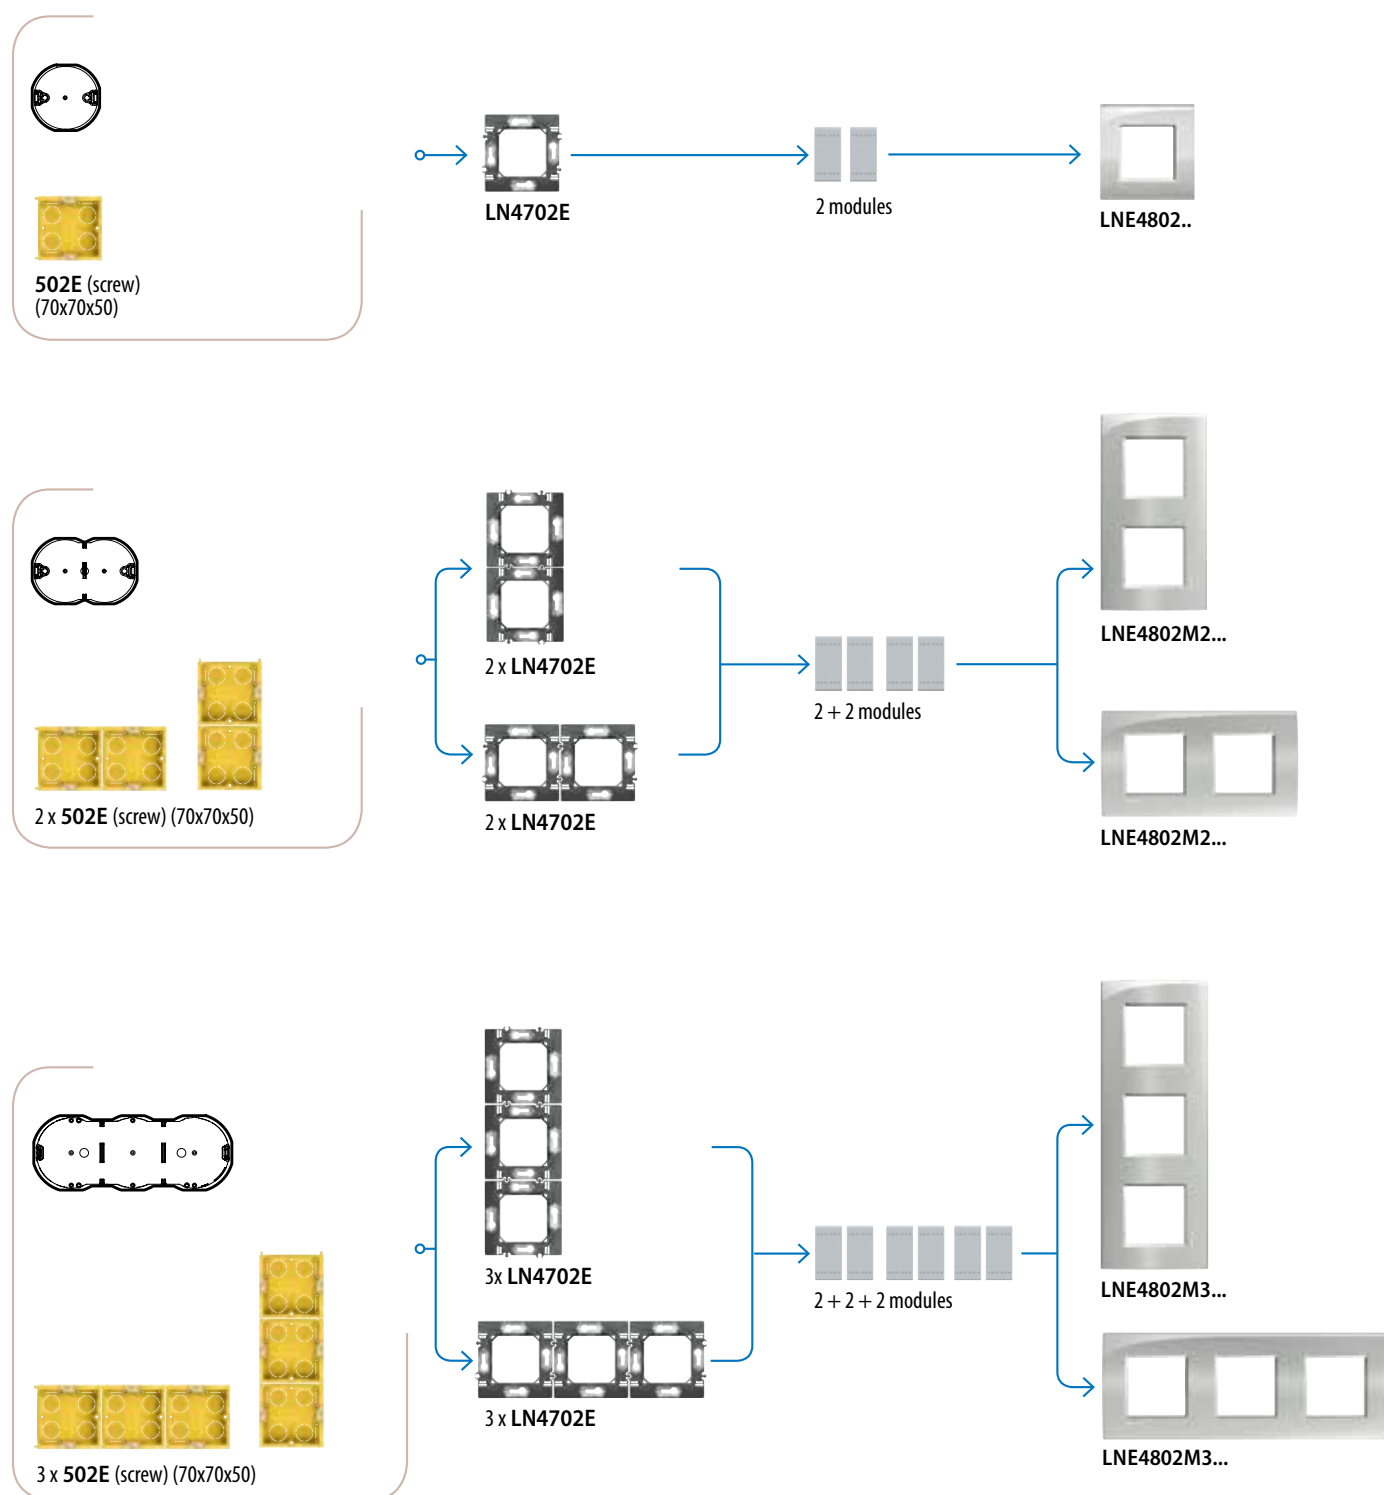 LN4702E
2 modules
LNE4802..
502E (screw)
(70x70x50)
2 x LN4702E
2 + 2 modules
LNE4802M2...
2 x 502E (screw) (70x70x50)
2 x LN4702E
LNE4802M2...
3x LN4702E
2 + 2 + 2 modules
LNE4802M3...
3 x LN4702E
LNE4802M3...
3 x 502E (screw) (70x70x50)